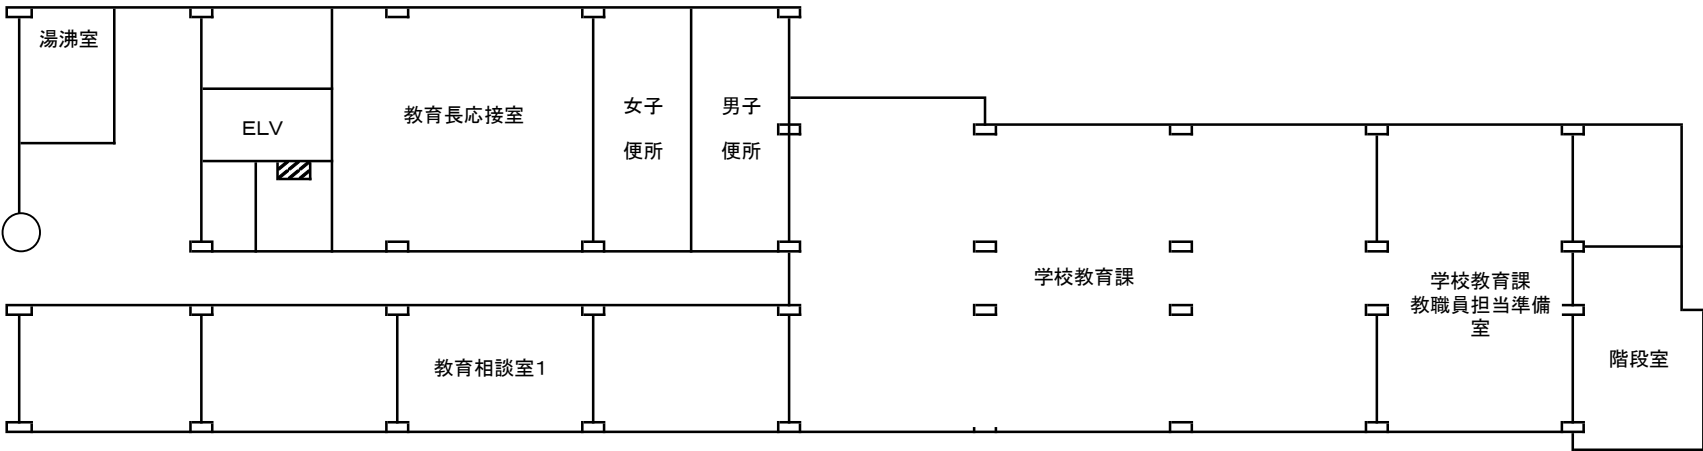 湯沸室
ELV
教育長応接室
女子
便所
男子
便所
学校教育課
学校教育課
教職員担当準備
室
教育相談室1
階段室